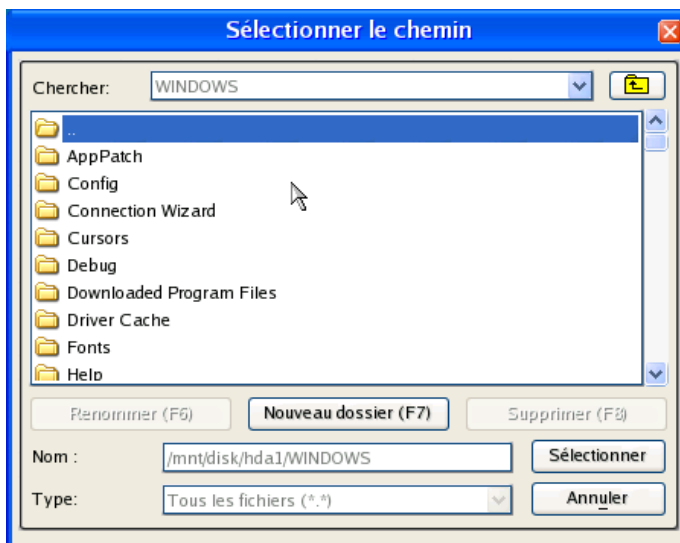 Sélectionner le chemin
Chercher: WINDOWS
..
AppPatch
Config
Connection Wizard
Cursors
Debug
Downloaded Program Files
Driver Cache
Fonts
Help
Renommer (F6) Nouveau dossier (F7) Supprimer (F8)
Nom : /mnt/disk/hda1/WINDOWS Sélectionner
Type: Tous les fichiers (*.*) Annuler